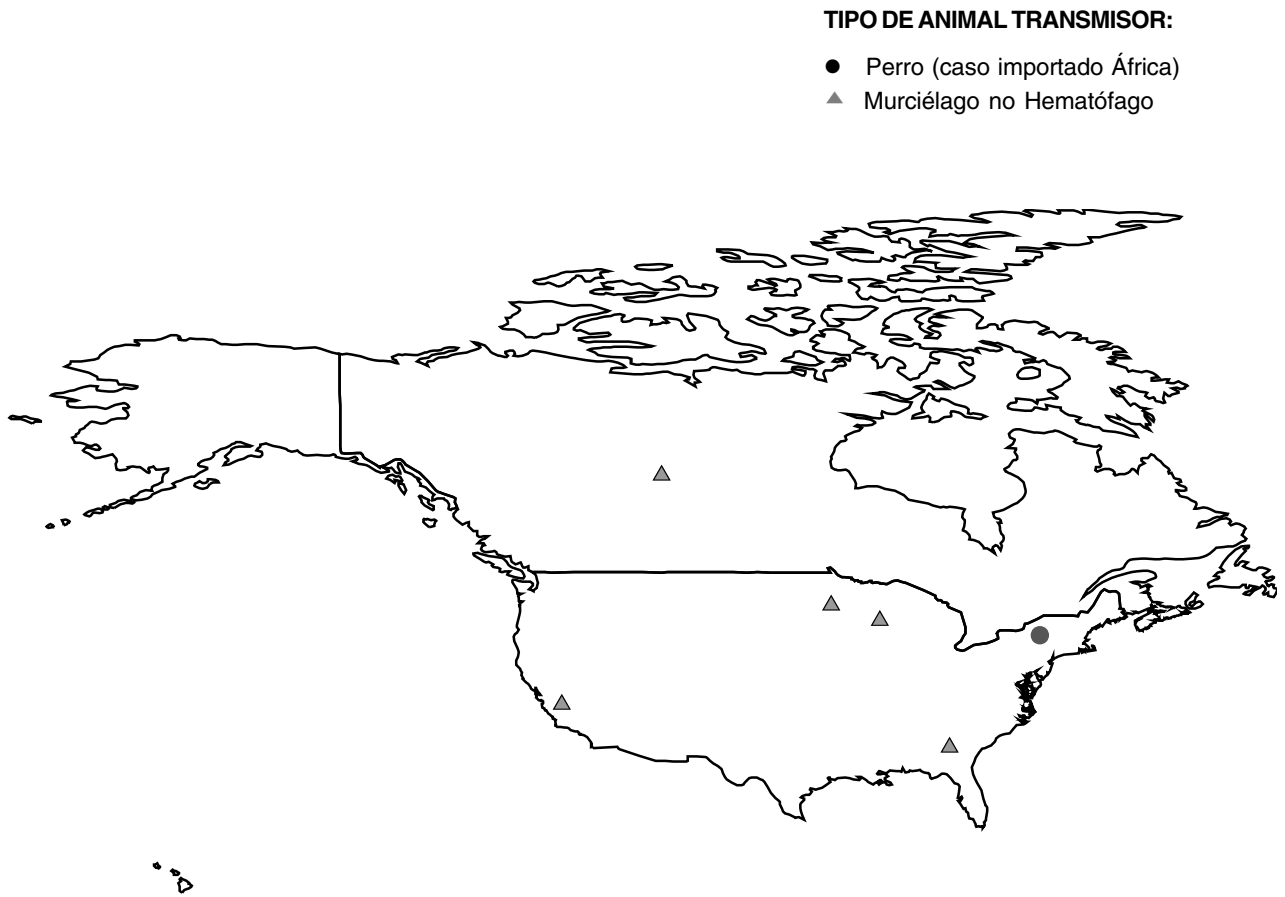 TIPO DE ANIMAL TRANSMISOR:
Perro (caso importado África)
Murciélago no Hematófago